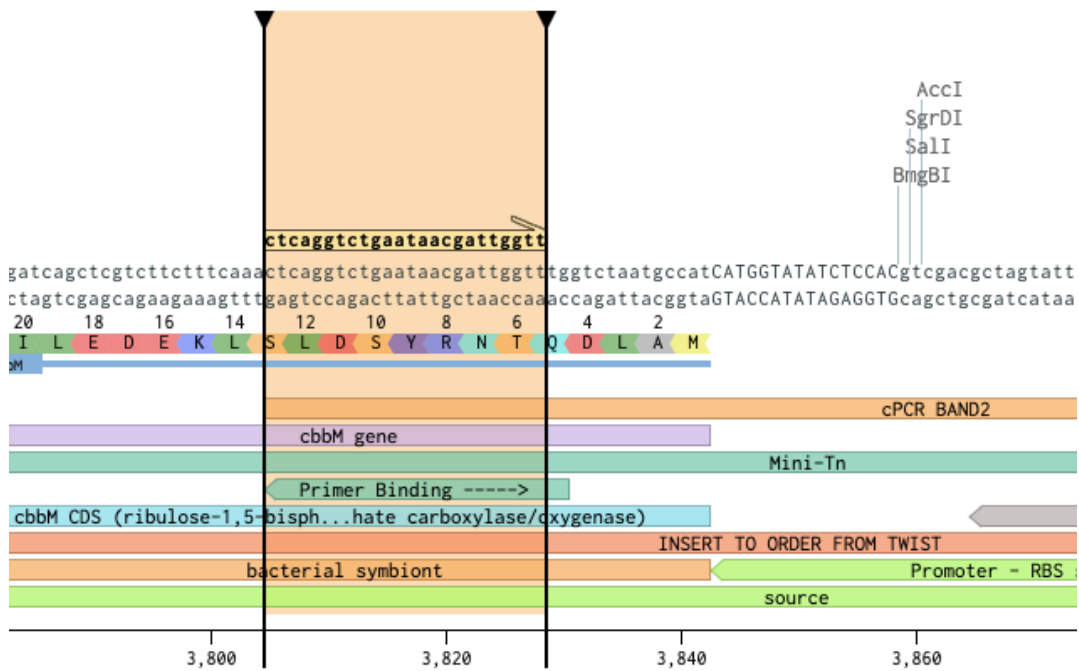 AccI
SgrDI
SalI
BmgBI
ctcaggtctgaataacgattggtt
gatcagctcgtcttctttcaaactcaggtctgaataacgattggtttggtctaatgccatCATGGTATATCTCCACgtcgacgctagtatt
ctagtcgagcagaagaaagtttgagtccagacttattgctaaccaaaccagattacggtaGTACCATATAGAGGTGcagctgcgatcataa
20 18 16 14 12 10 8 6 4 2
I L E D E K L S L D S Y R N T Q D L A M
bM
cPCR BAND2
cbbM gene
Mini-Tn
Primer Binding ----->
cbbM CDS (ribulose-1,5-bisph...hate carboxylase/oxygenase)
INSERT TO ORDER FROM TWIST
bacterial symbiont
Promoter - RBS
source
3,800 3,820 3,840 3,860